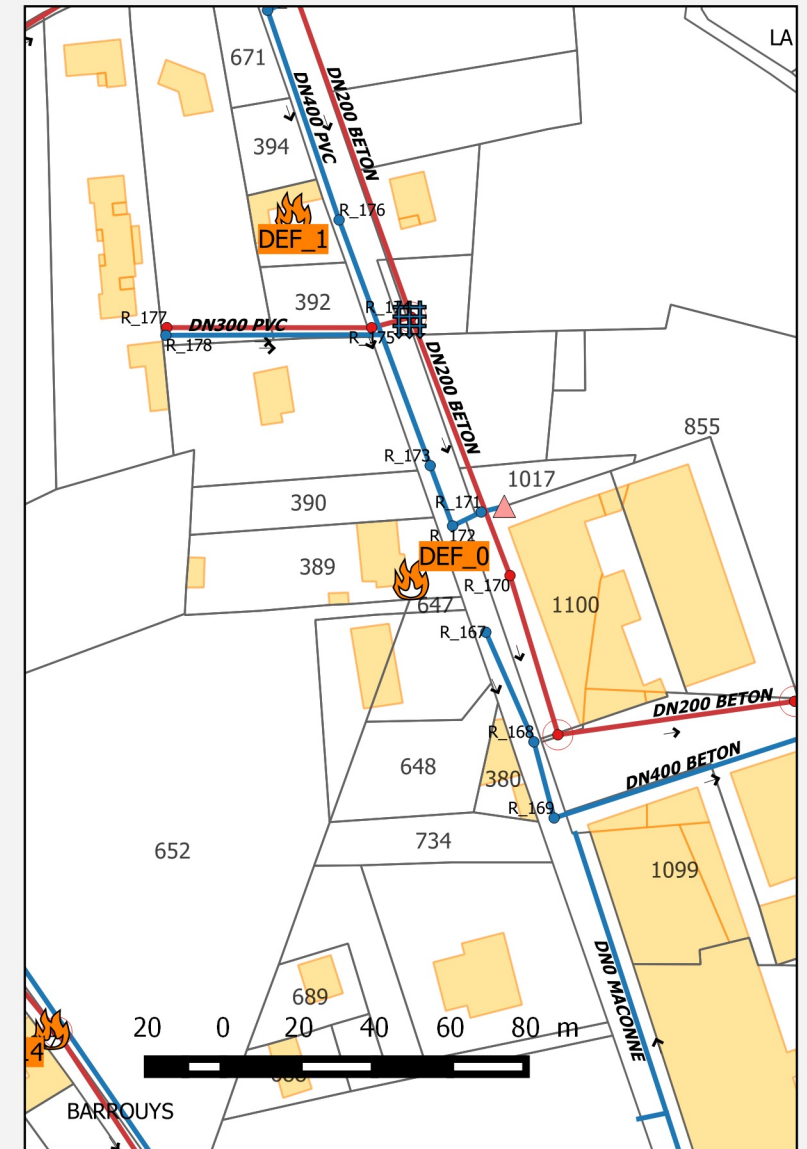 LA
671
DN400 PVC
DN200 BETON
394
R_176
DEF_1
392
R_177
DN300 PVC
R_175
R_178
DN200 BETON
R_173
855
1017
R_171
390
R_172
DEF_0
389
R_170
647
1100
R_167
DN200 BETON
R_168
DN400 BETON
648
380
R_169
734
652
1099
DN0 MACONNE
689
20 0 20 40 60 80 m
4
BARROUYS